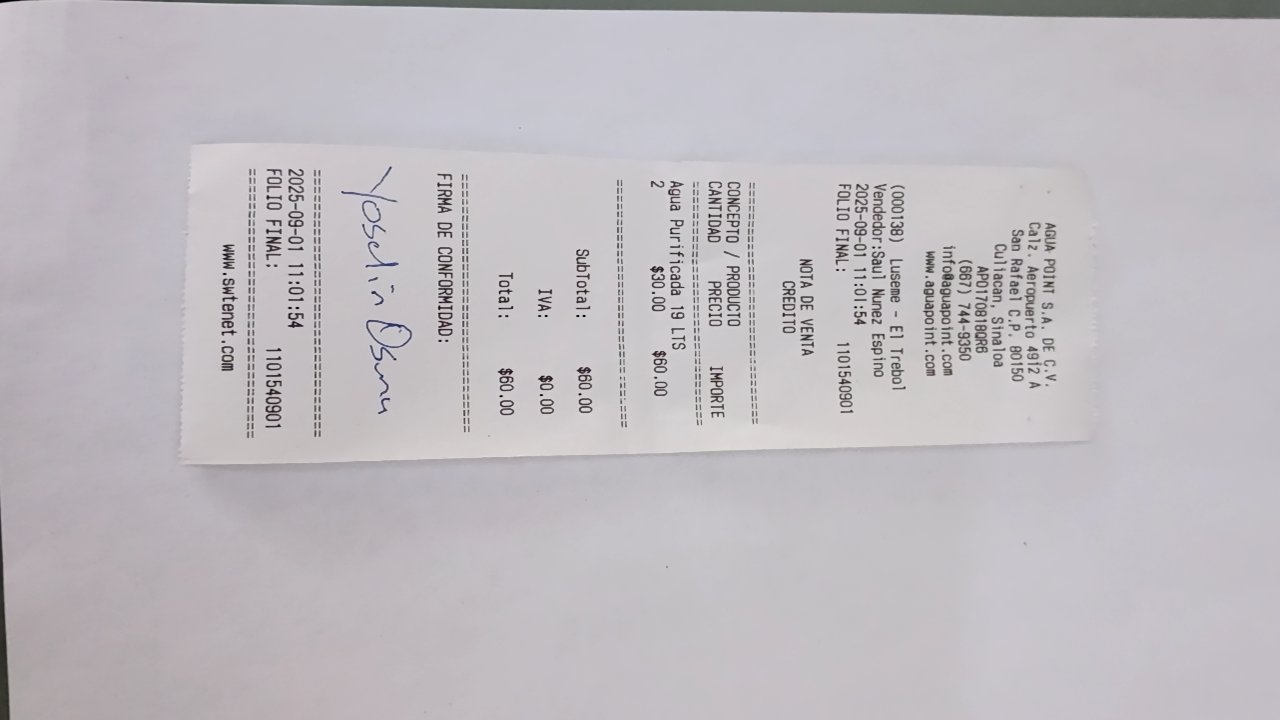 AGUA POINT S.A. DE C.V.
Calz. Aeropuerto 4912 A
San Rafael C.P. 80150
Culiacan, Sinaloa
APO170818QR6
(667) 744-9350
info@aguapoint.com
www.aguapoint.com
(000138) Luseme - El Trebol
Vendedor:Saul Nunez Espino
2025-09-01 11:01:54
FOLIO FINAL: 1101540901
NOTA DE VENTA
CREDITO
==============================
CONCEPTO / PRODUCTO
CANTIDAD PRECIO IMPORTE
==============================
Agua Purificada 19 LTS
2 $30.00 $60.00
==============================
SubTotal: $60.00
IVA: $0.00
Total: $60.00
==============================
FIRMA DE CONFORMIDAD:
Yoselin Osuna
==============================
2025-09-01 11:01:54
FOLIO FINAL: 1101540901
==============================
www.swtenet.com